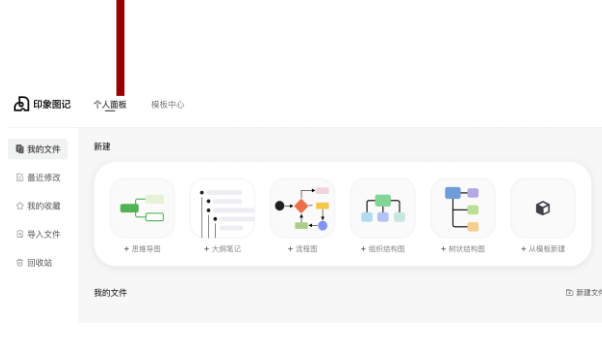 印象图记
个人面板
模板中心
我的文件
最近修改
我的收藏
导入文件
回收站
新建
+ 思维导图
+ 大纲笔记
+ 流程图
+ 组织结构图
+ 树状结构图
+ 从模板新建
我的文件
新建文件